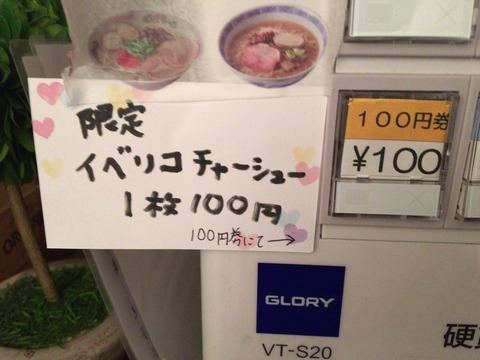 限定
イベリコチャーシュー
1枚100円
100円券にて→
100円券
¥100
GLORY
VT-S20
硬